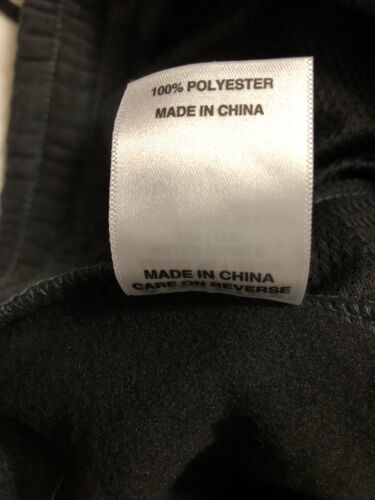 100% POLYESTER
MADE IN CHINA
MADE IN CHINA
CARE ON REVERSE